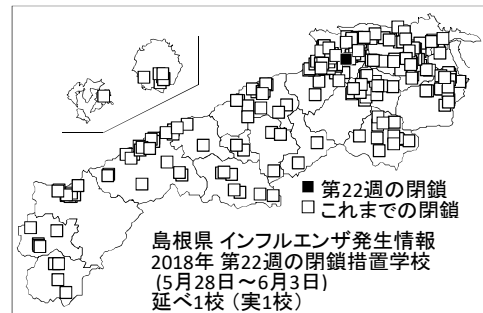 ■ 第22週の閉鎖
□ これまでの閉鎖
島根県 インフルエンザ発生情報
2018年 第22週の閉鎖措置学校
(5月28日～6月3日)
延べ1校 （実1校）